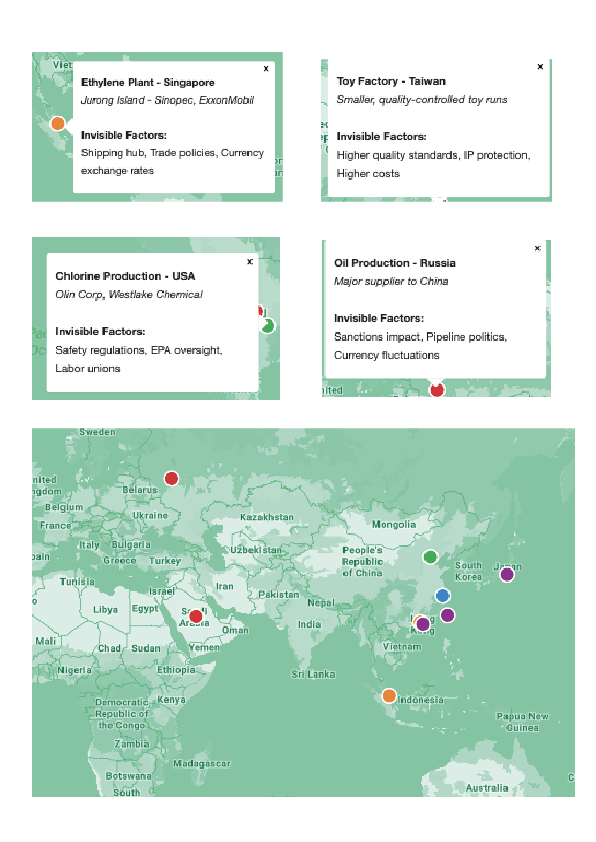 Viet
x
Ethylene Plant - Singapore
Jurong Island - Sinopec, ExxonMobil
Invisible Factors:
Shipping hub, Trade policies, Currency
exchange rates
x
Toy Factory - Taiwan
Smaller, quality-controlled toy runs
Invisible Factors:
Higher quality standards, IP protection,
Higher costs
x
Chlorine Production - USA
Olin Corp, Westlake Chemical
Invisible Factors:
Safety regulations, EPA oversight,
Labor unions
x
Oil Production - Russia
Major supplier to China
Invisible Factors:
Sanctions impact, Pipeline politics,
Currency fluctuations
nited
Sweden
nited
ngdom
Belarus
Belgium
Ukraine
France
Kazakhstan
Mongolia
Italy
Bulgaria
Uzbekistan
pain
Greece
Turkey
People's
Republic
of China
South
Korea
Japan
Tunisia
Israel
Iran
Pakistan
Nepal
Libya
Egypt
Saudi
Arabia
Oman
India
Hong
Kong
Mali
Chad
Sudan
Yemen
Vietnam
Nigeria
Ethiopia
Sri Lanka
Democratic
Republic of
the Congo
Kenya
Indonesia
Papua New
Guinea
Zambia
Madagascar
Botswana
South
Australia
C